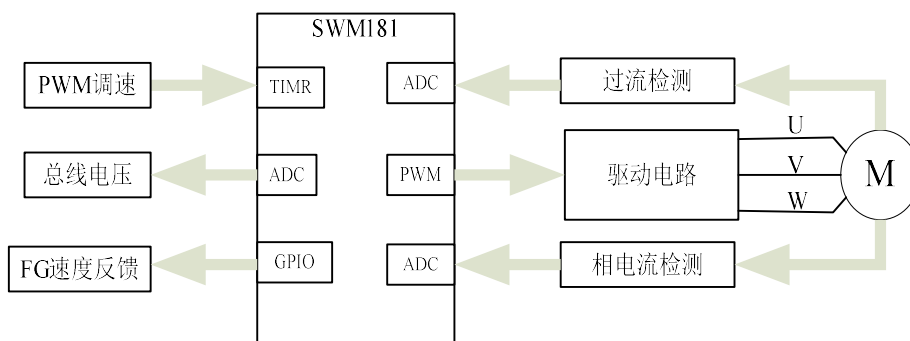 SWM181
PWM调速
TIMR
ADC
过流检测
U
总线电压
ADC
PWM
驱动电路
V
M
W
FG速度反馈
GPIO
ADC
相电流检测